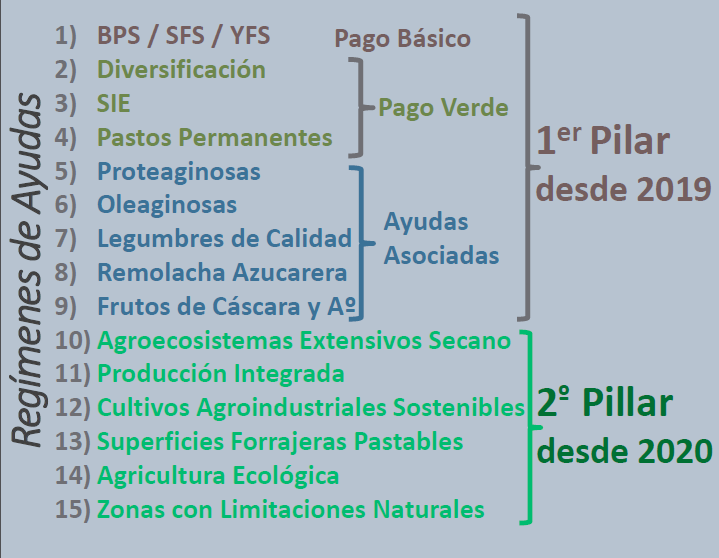 Regímenes de Ayudas
1) BPS / SFS / YFS Pago Básico
2) Diversificación
3) SIE
4) Pastos Permanentes
Pago Verde
5) Proteaginosas
6) Oleaginosas
7) Legumbres de Calidad
8) Remolacha Azucarera
9) Frutos de Cáscara y Aº
Ayudas
Asociadas
1er Pilar
desde 2019
10) Agroecosistemas Extensivos Secano
11) Producción Integrada
12) Cultivos Agroindustriales Sostenibles
13) Superficies Forrajeras Pastables
14) Agricultura Ecológica
15) Zonas con Limitaciones Naturales
2º Pillar
desde 2020